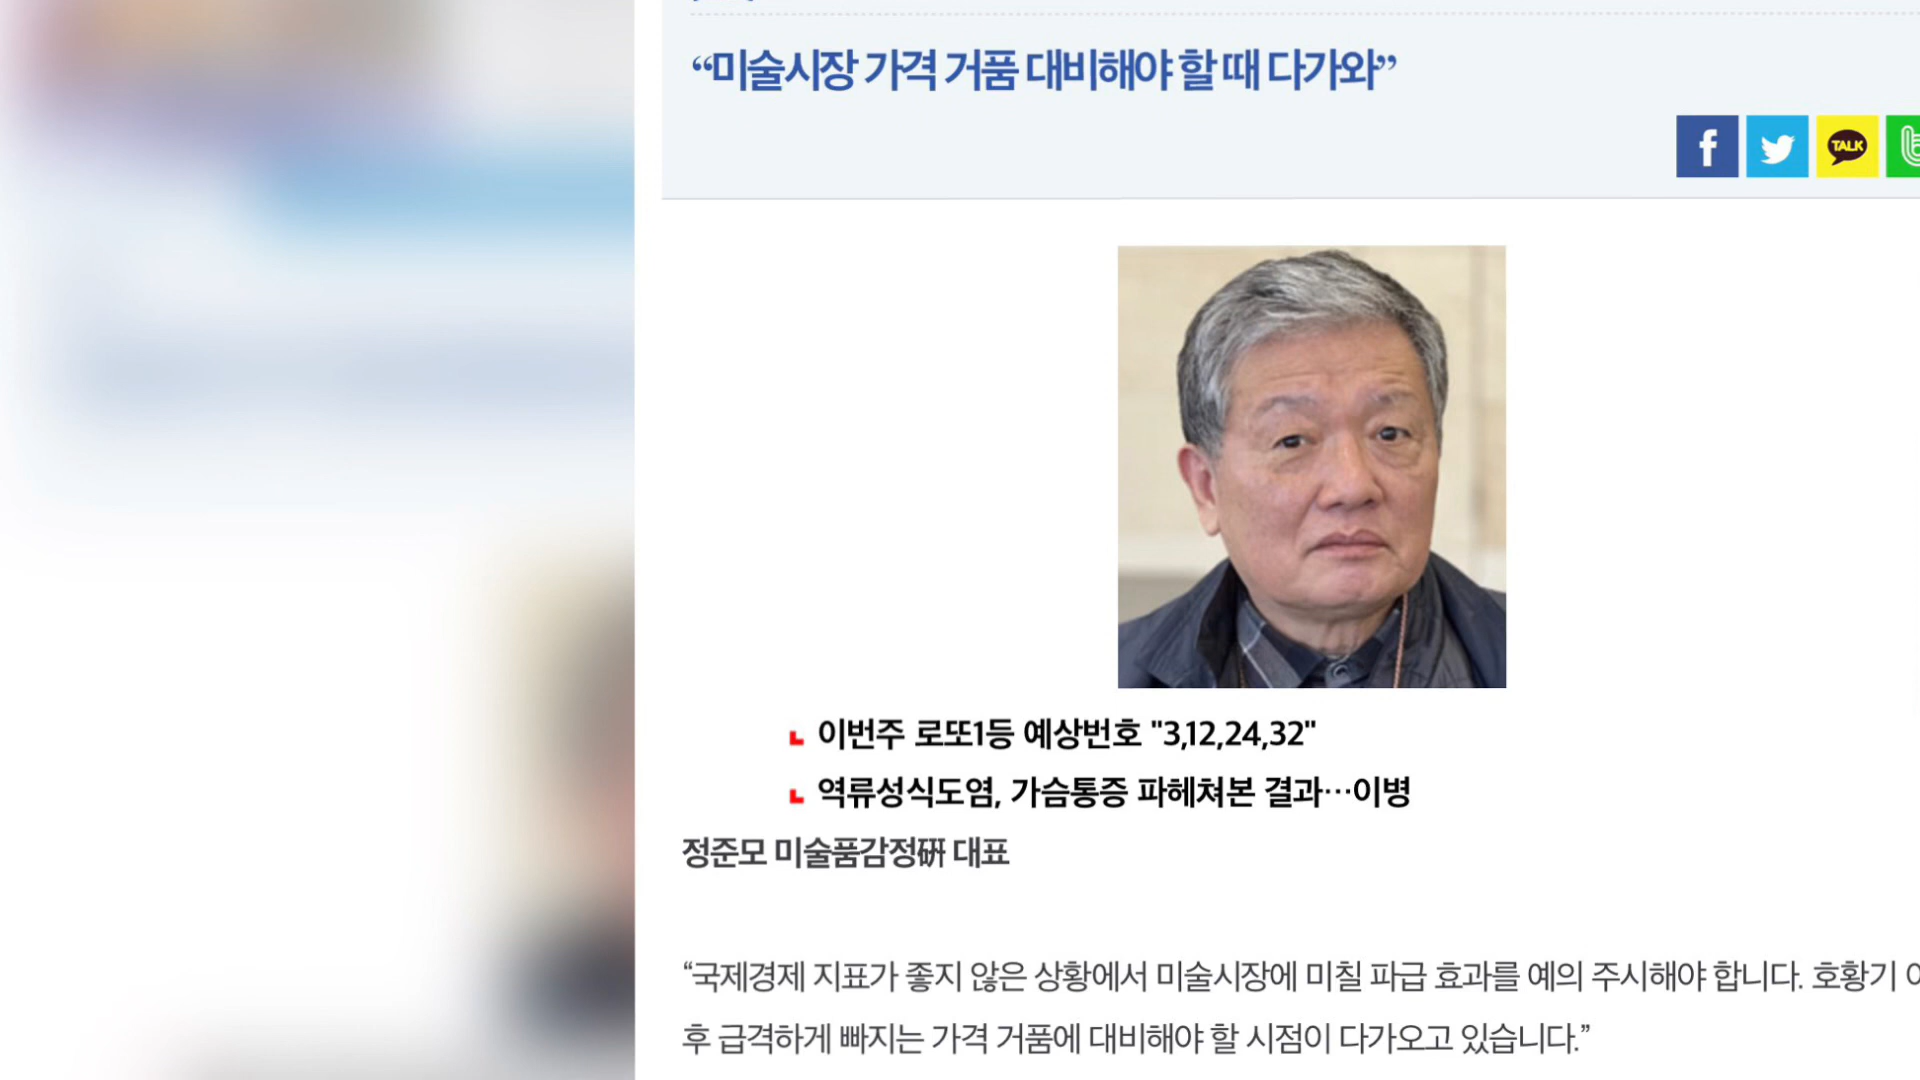 “미술시장 가격 거품 대비해야 할 때 다가와”
f
TALK
이번주 로또1등 예상번호 "3,12,24,32"
역류성식도염, 가슴통증 파헤쳐본 결과…이병
정준모 미술품감정硏 대표
“국제경제 지표가 좋지 않은 상황에서 미술시장에 미칠 파급 효과를 예의 주시해야 합니다. 호황기
후 급격하게 빠지는 가격 거품에 대비해야 할 시점이 다가오고 있습니다.”